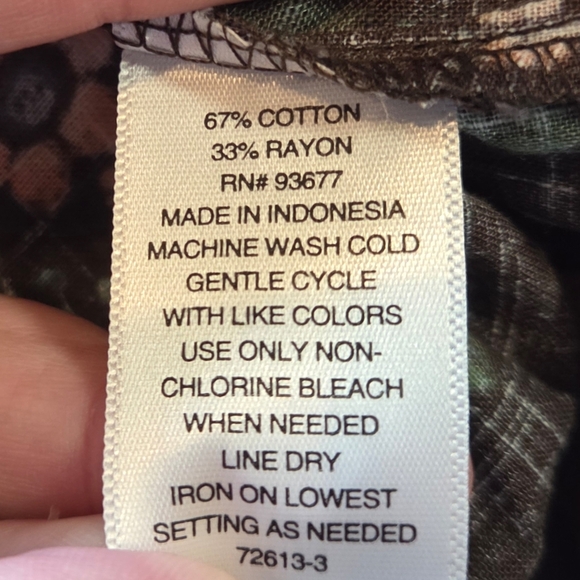 67% COTTON
33% RAYON
RN# 93677
MADE IN INDONESIA
MACHINE WASH COLD
GENTLE CYCLE
WITH LIKE COLORS
USE ONLY NON-
CHLORINE BLEACH
WHEN NEEDED
LINE DRY
IRON ON LOWEST
SETTING AS NEEDED
72613-3